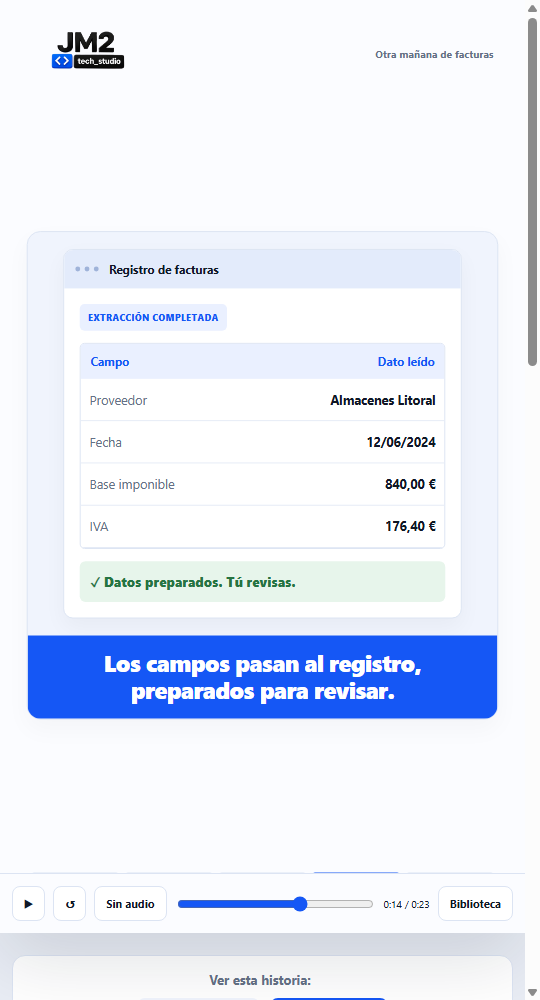 JM2
<> tech_studio
Otra mañana de facturas
Registro de facturas
EXTRACCIÓN COMPLETADA
Campo Dato leído
Proveedor Almacenes Litoral
Fecha 12/06/2024
Base imponible 840,00 €
IVA 176,40 €
✓ Datos preparados. Tú revisas.
Los campos pasan al registro,
preparados para revisar.
▶ ↺ Sin audio 0:14 / 0:23 Biblioteca
Ver esta historia: